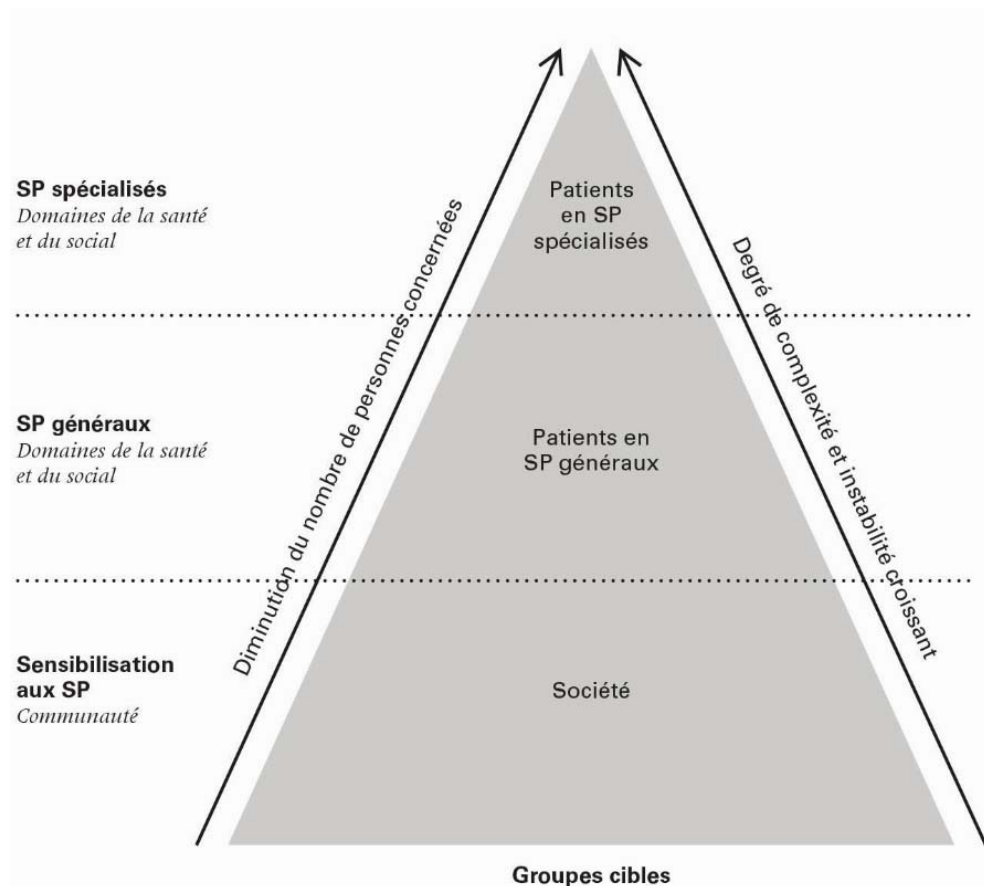 SP spécialisés
Domaines de la santé
et du social
Patients
en SP
spécialisés
Diminution du nombre de personnes concernées
Degré de complexité et instabilité croissant
SP généraux
Domaines de la santé
et du social
Patients en
SP généraux
Sensibilisation
aux SP
Communauté
Société
Groupes cibles